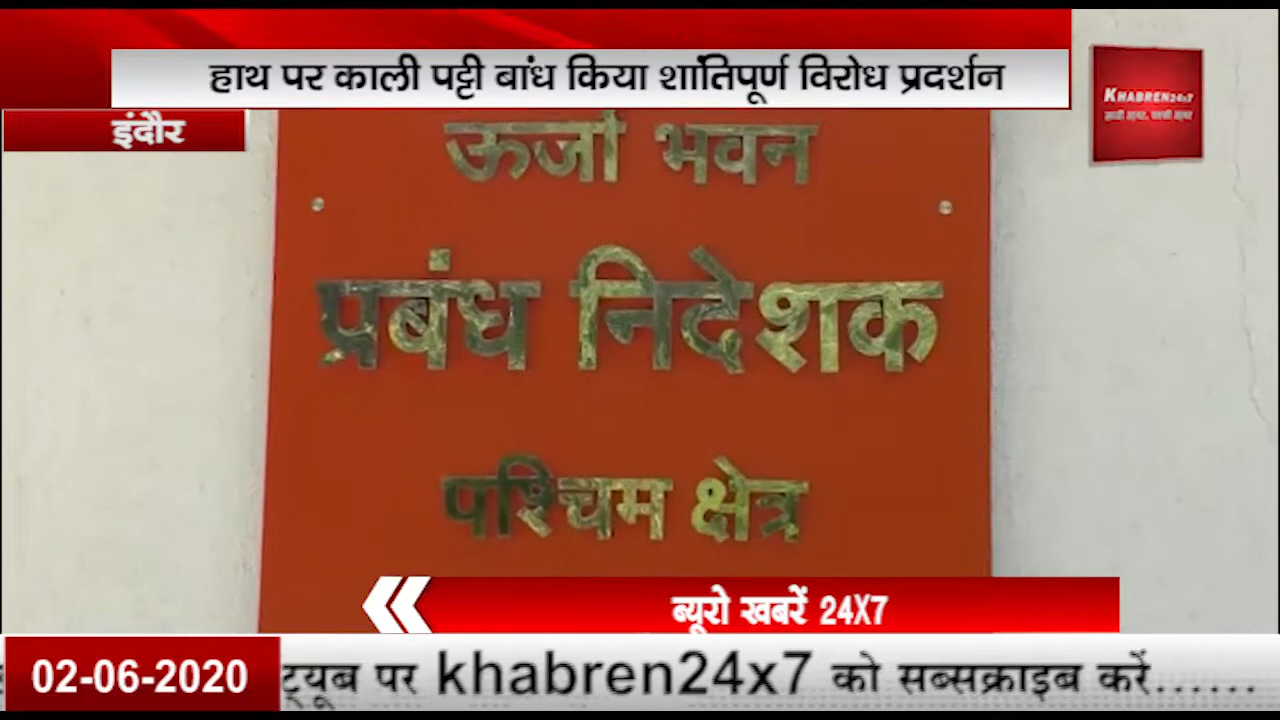 हाथ पर काली पट्टी बांध किया शांतिपूर्ण विरोध प्रदर्शन
KHABREN24x7
इंदौर
ऊर्जा भवन
प्रबंध निदेशक
पश्चिम क्षेत्र
ब्यूरो खबरें 24X7
02-06-2020
ट्यूब पर khabren24x7 को सब्सक्राइब करें......